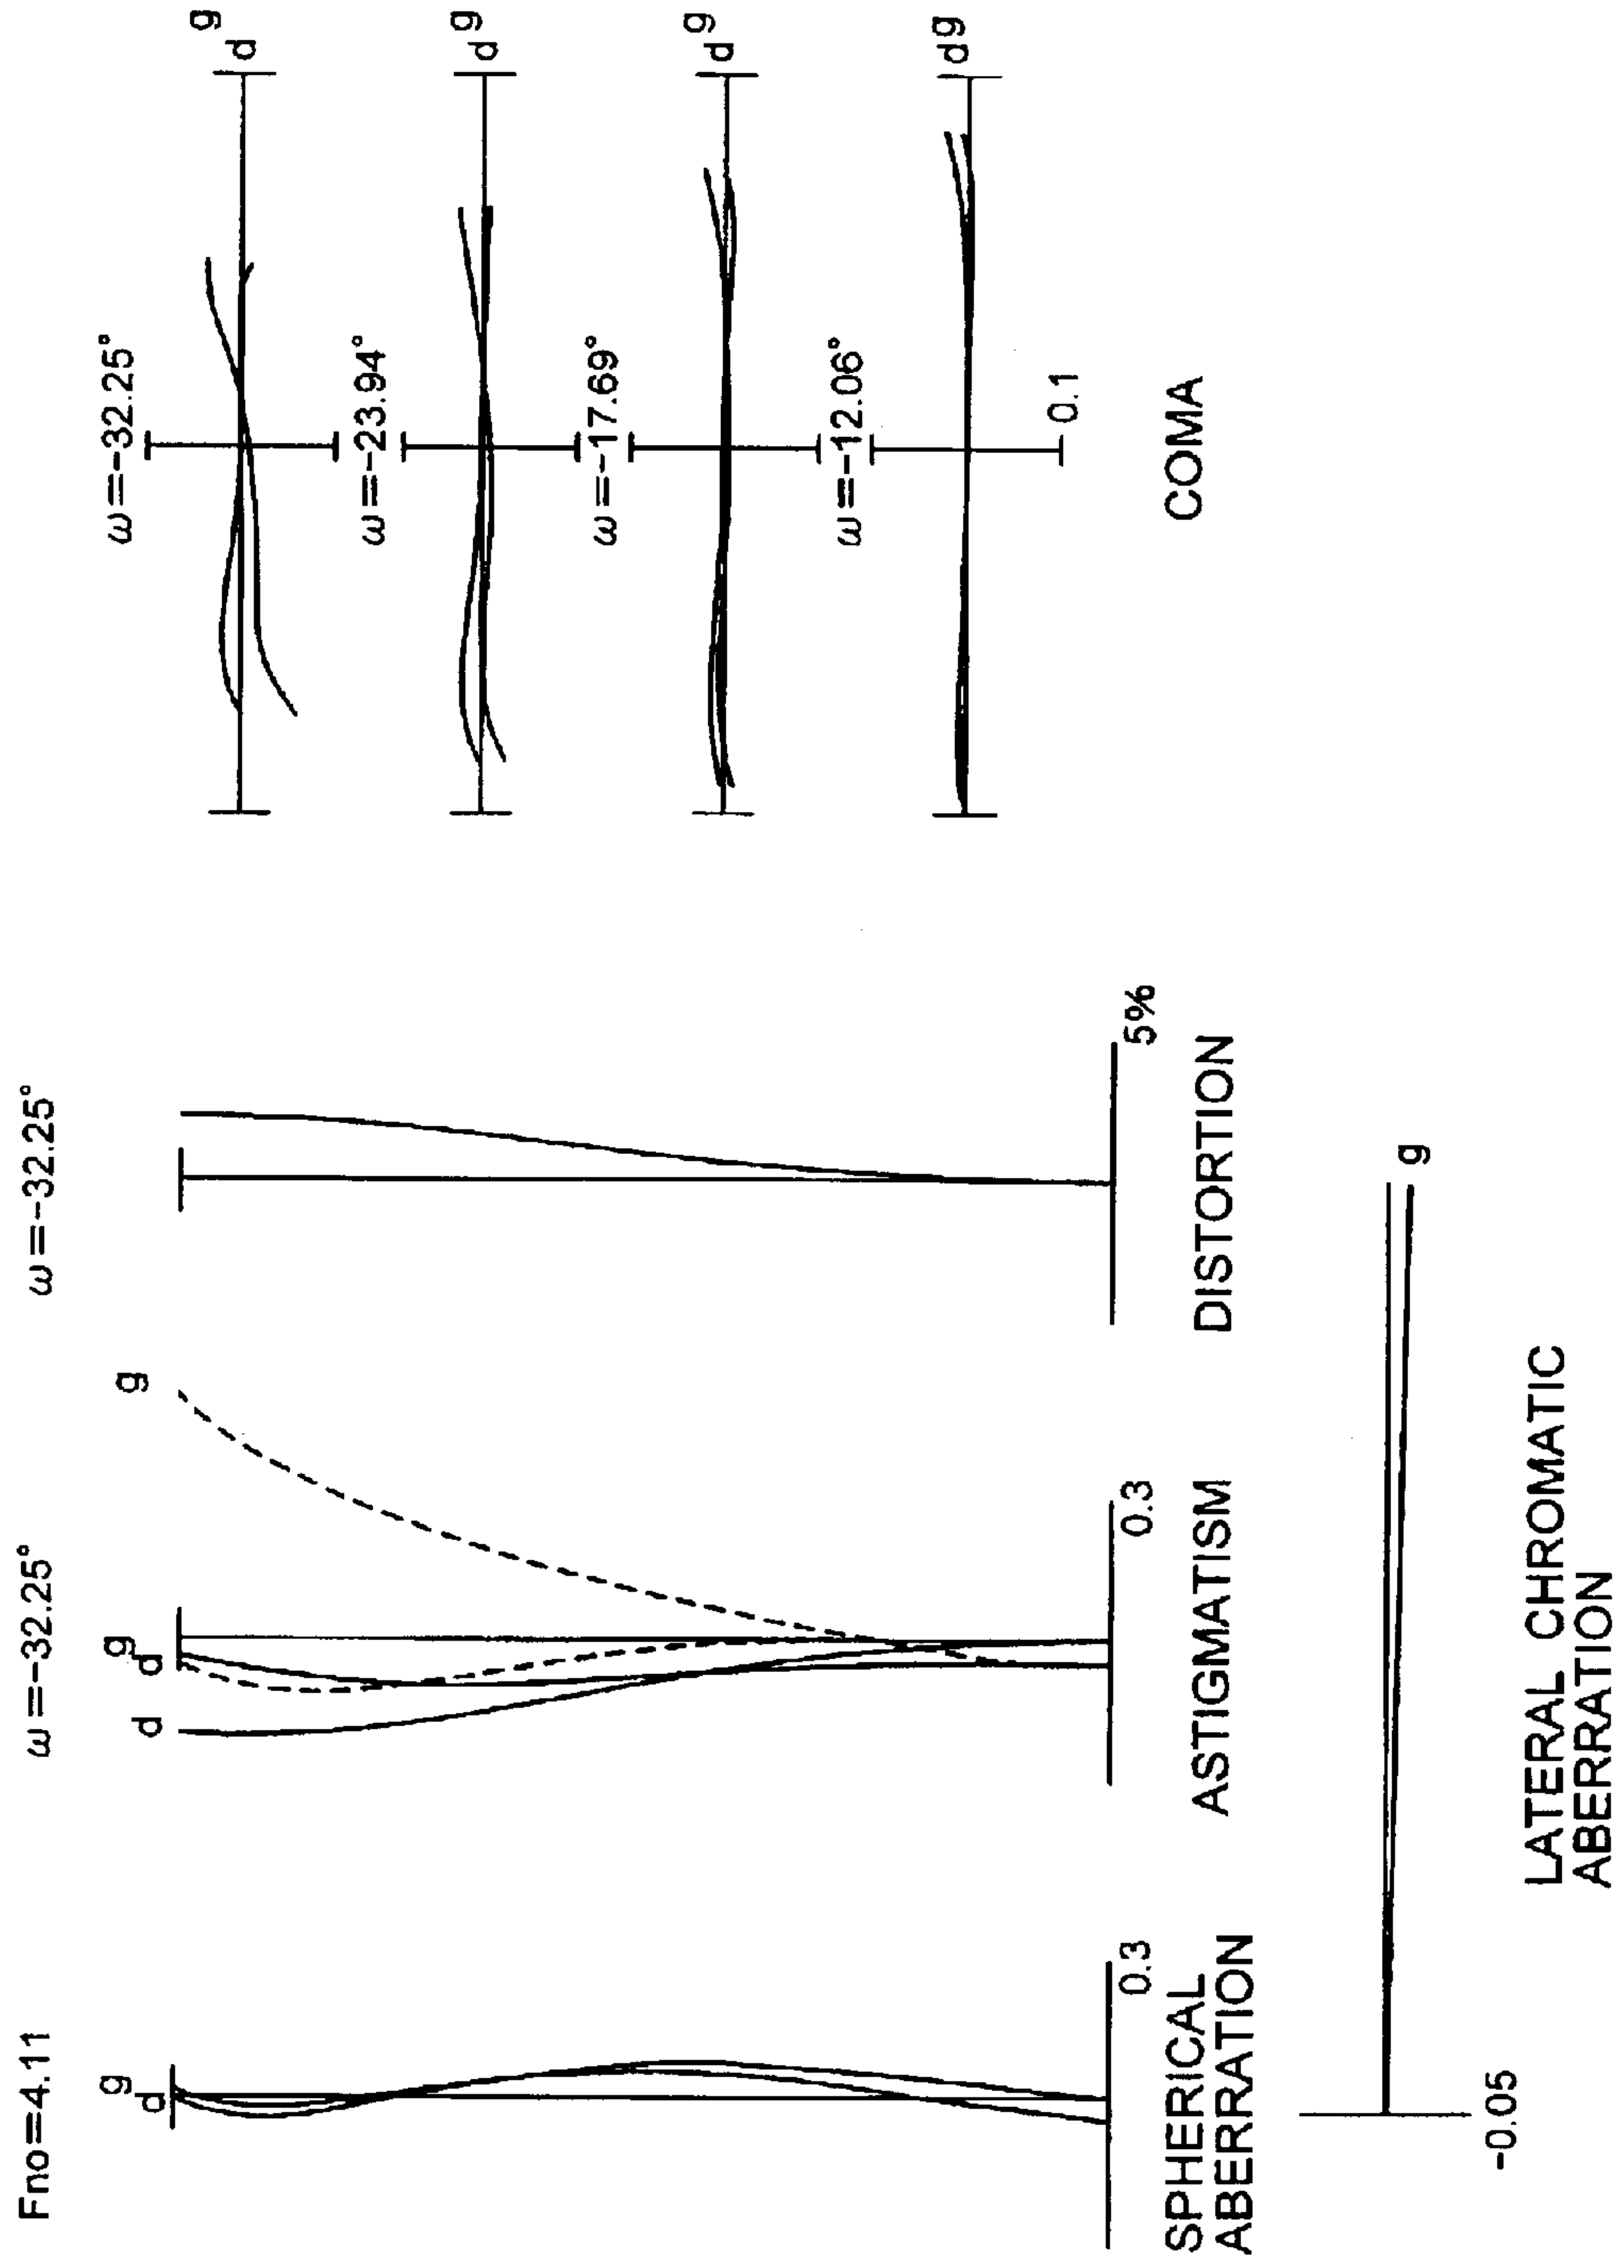 Fno=4.11
g
d
0.3
SPHERICAL
ABERRATION
ω=-32.25°
g
d
d
g
0.3
ASTIGMATISM
ω=-32.25°
5%
DISTORTION
ω=-32.25°
g
d
ω=-23.94°
g
d
ω=-17.69°
g
d
ω=-12.06°
g
d
0.1
COMA
g
-0.05
LATERAL CHROMATIC
ABERRATION